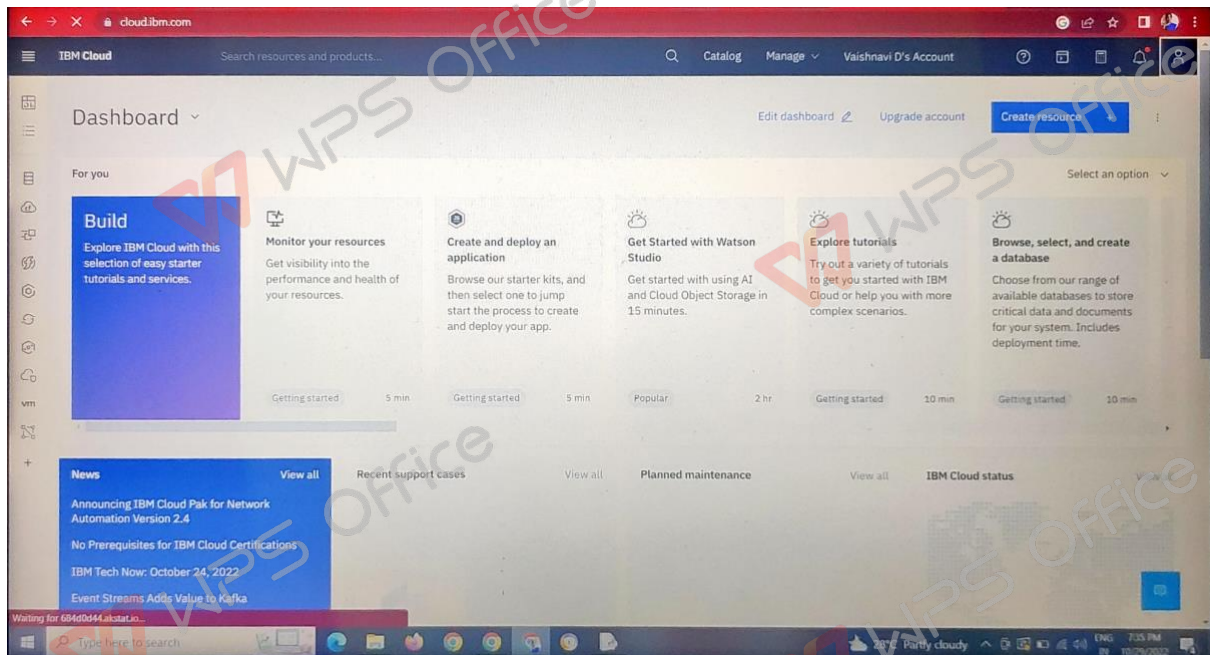 cloud.ibm.com
IBM Cloud
Search resources and products...
Catalog
Manage
Vaishnavi D's Account
Dashboard
Edit dashboard
Upgrade account
Create resource
For you
Select an option
Build
Explore IBM Cloud with this
selection of easy starter
tutorials and services.
Monitor your resources
Get visibility into the
performance and health of
your resources.
Getting started
5 min
Create and deploy an
application
Browse our starter kits, and
then select one to jump
start the process to create
and deploy your app.
Getting started
5 min
Get Started with Watson
Studio
Get started with using AI
and Cloud Object Storage in
15 minutes.
Popular
2 hr
Explore tutorials
Try out a variety of tutorials
to get you started with IBM
Cloud or help you with more
complex scenarios.
Getting started
10 min
Browse, select, and create
a database
Choose from our range of
available databases to store
critical data and documents
for your system. Includes
deployment time.
Getting started
10 min
vm
News
View all
Announcing IBM Cloud Pak for Network
Automation Version 2.4
No Prerequisites for IBM Cloud Certifications
IBM Tech Now: October 24, 2022
Event Streams Adds Value to Kafka
Recent support cases
View all
Planned maintenance
View all
IBM Cloud status
Waiting for 684d0d44.akstat.io...
Type here to search
28°C Partly cloudy
ENG
IN
7:35 PM
10/29/2022
WPS Office
WPS Office
WPS Office
WPS Office
WPS Office